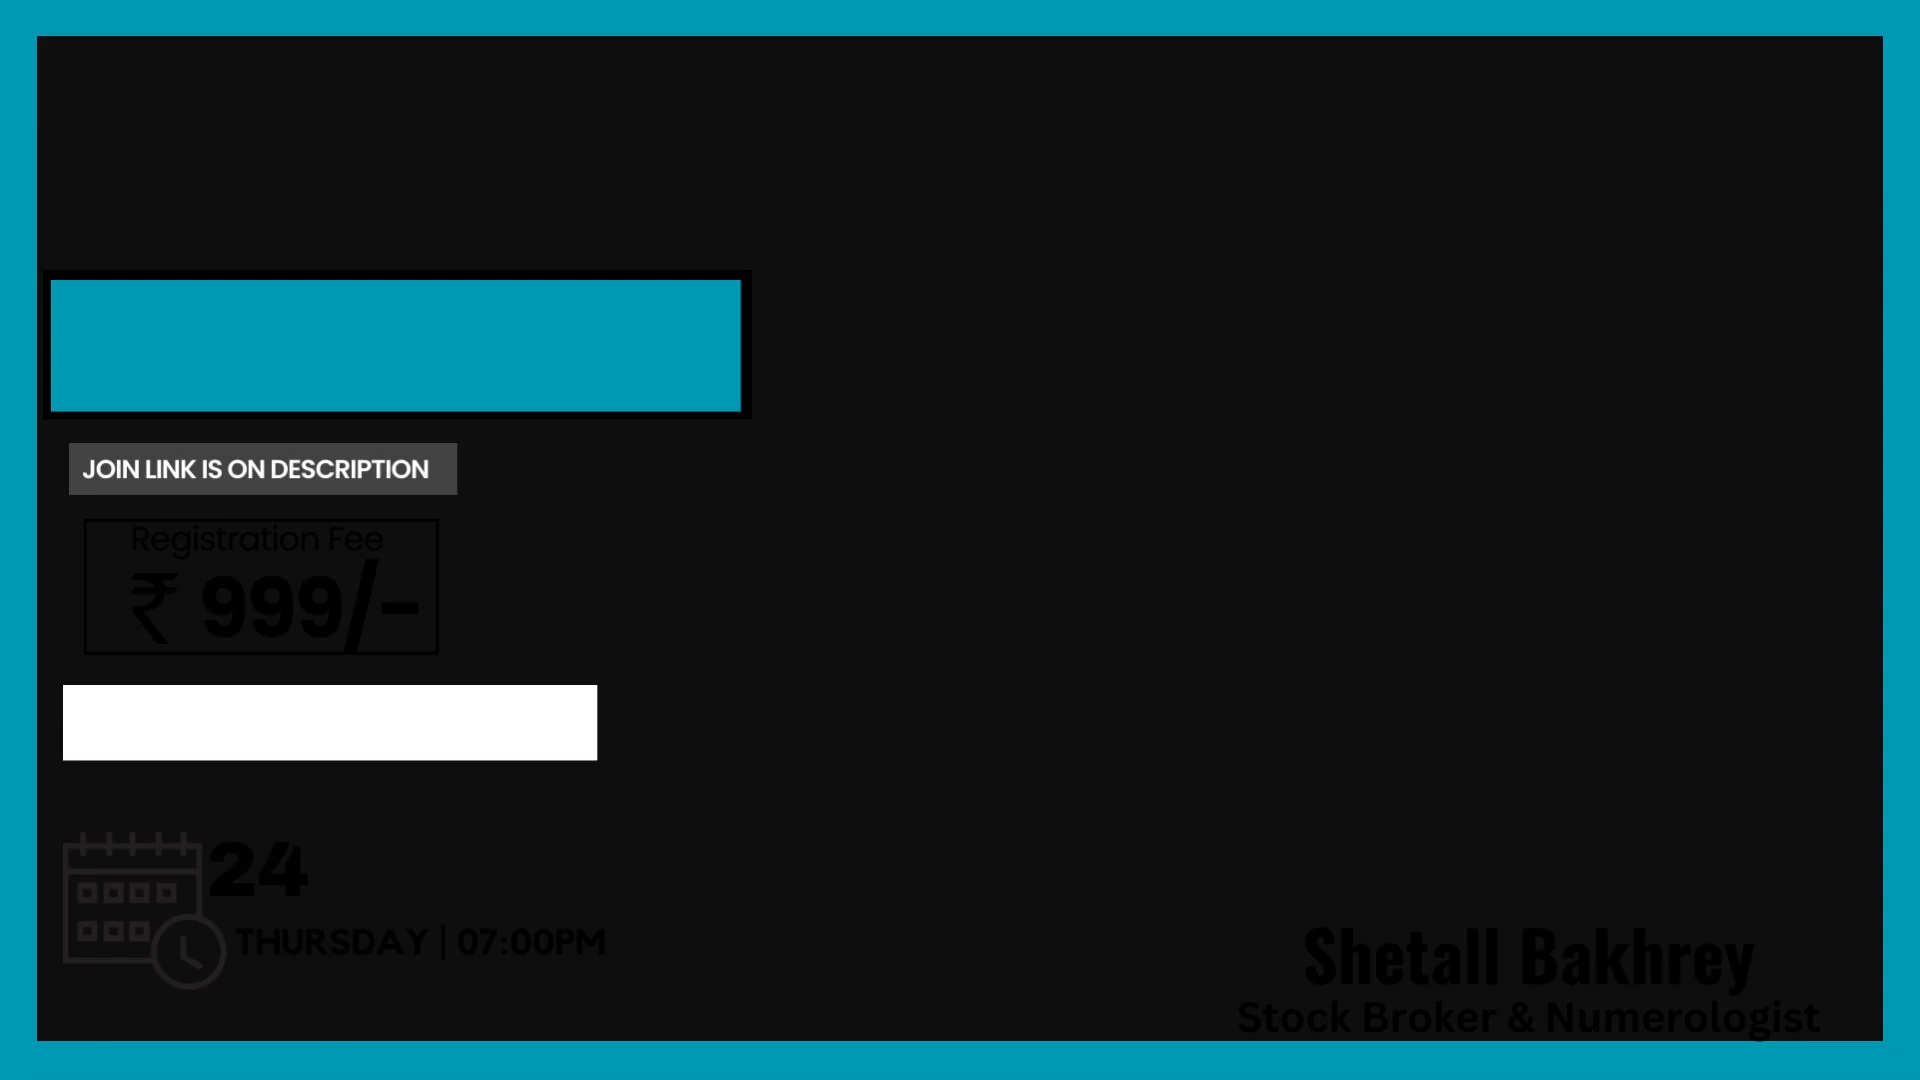 JOIN LINK IS ON DESCRIPTION
Registration Fee
₹ 999/-
24
THURSDAY | 07:00PM
Shetall Bakhrey
Stock Broker & Numerologist